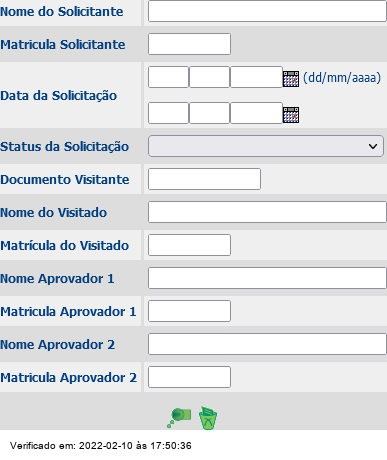 Nome do Solicitante
Matricula Solicitante
Data da Solicitação (dd/mm/aaaa)
Status da Solicitação
Documento Visitante
Nome do Visitado
Matrícula do Visitado
Nome Aprovador 1
Matricula Aprovador 1
Nome Aprovador 2
Matricula Aprovador 2
Verificado em: 2022-02-10 às 17:50:36